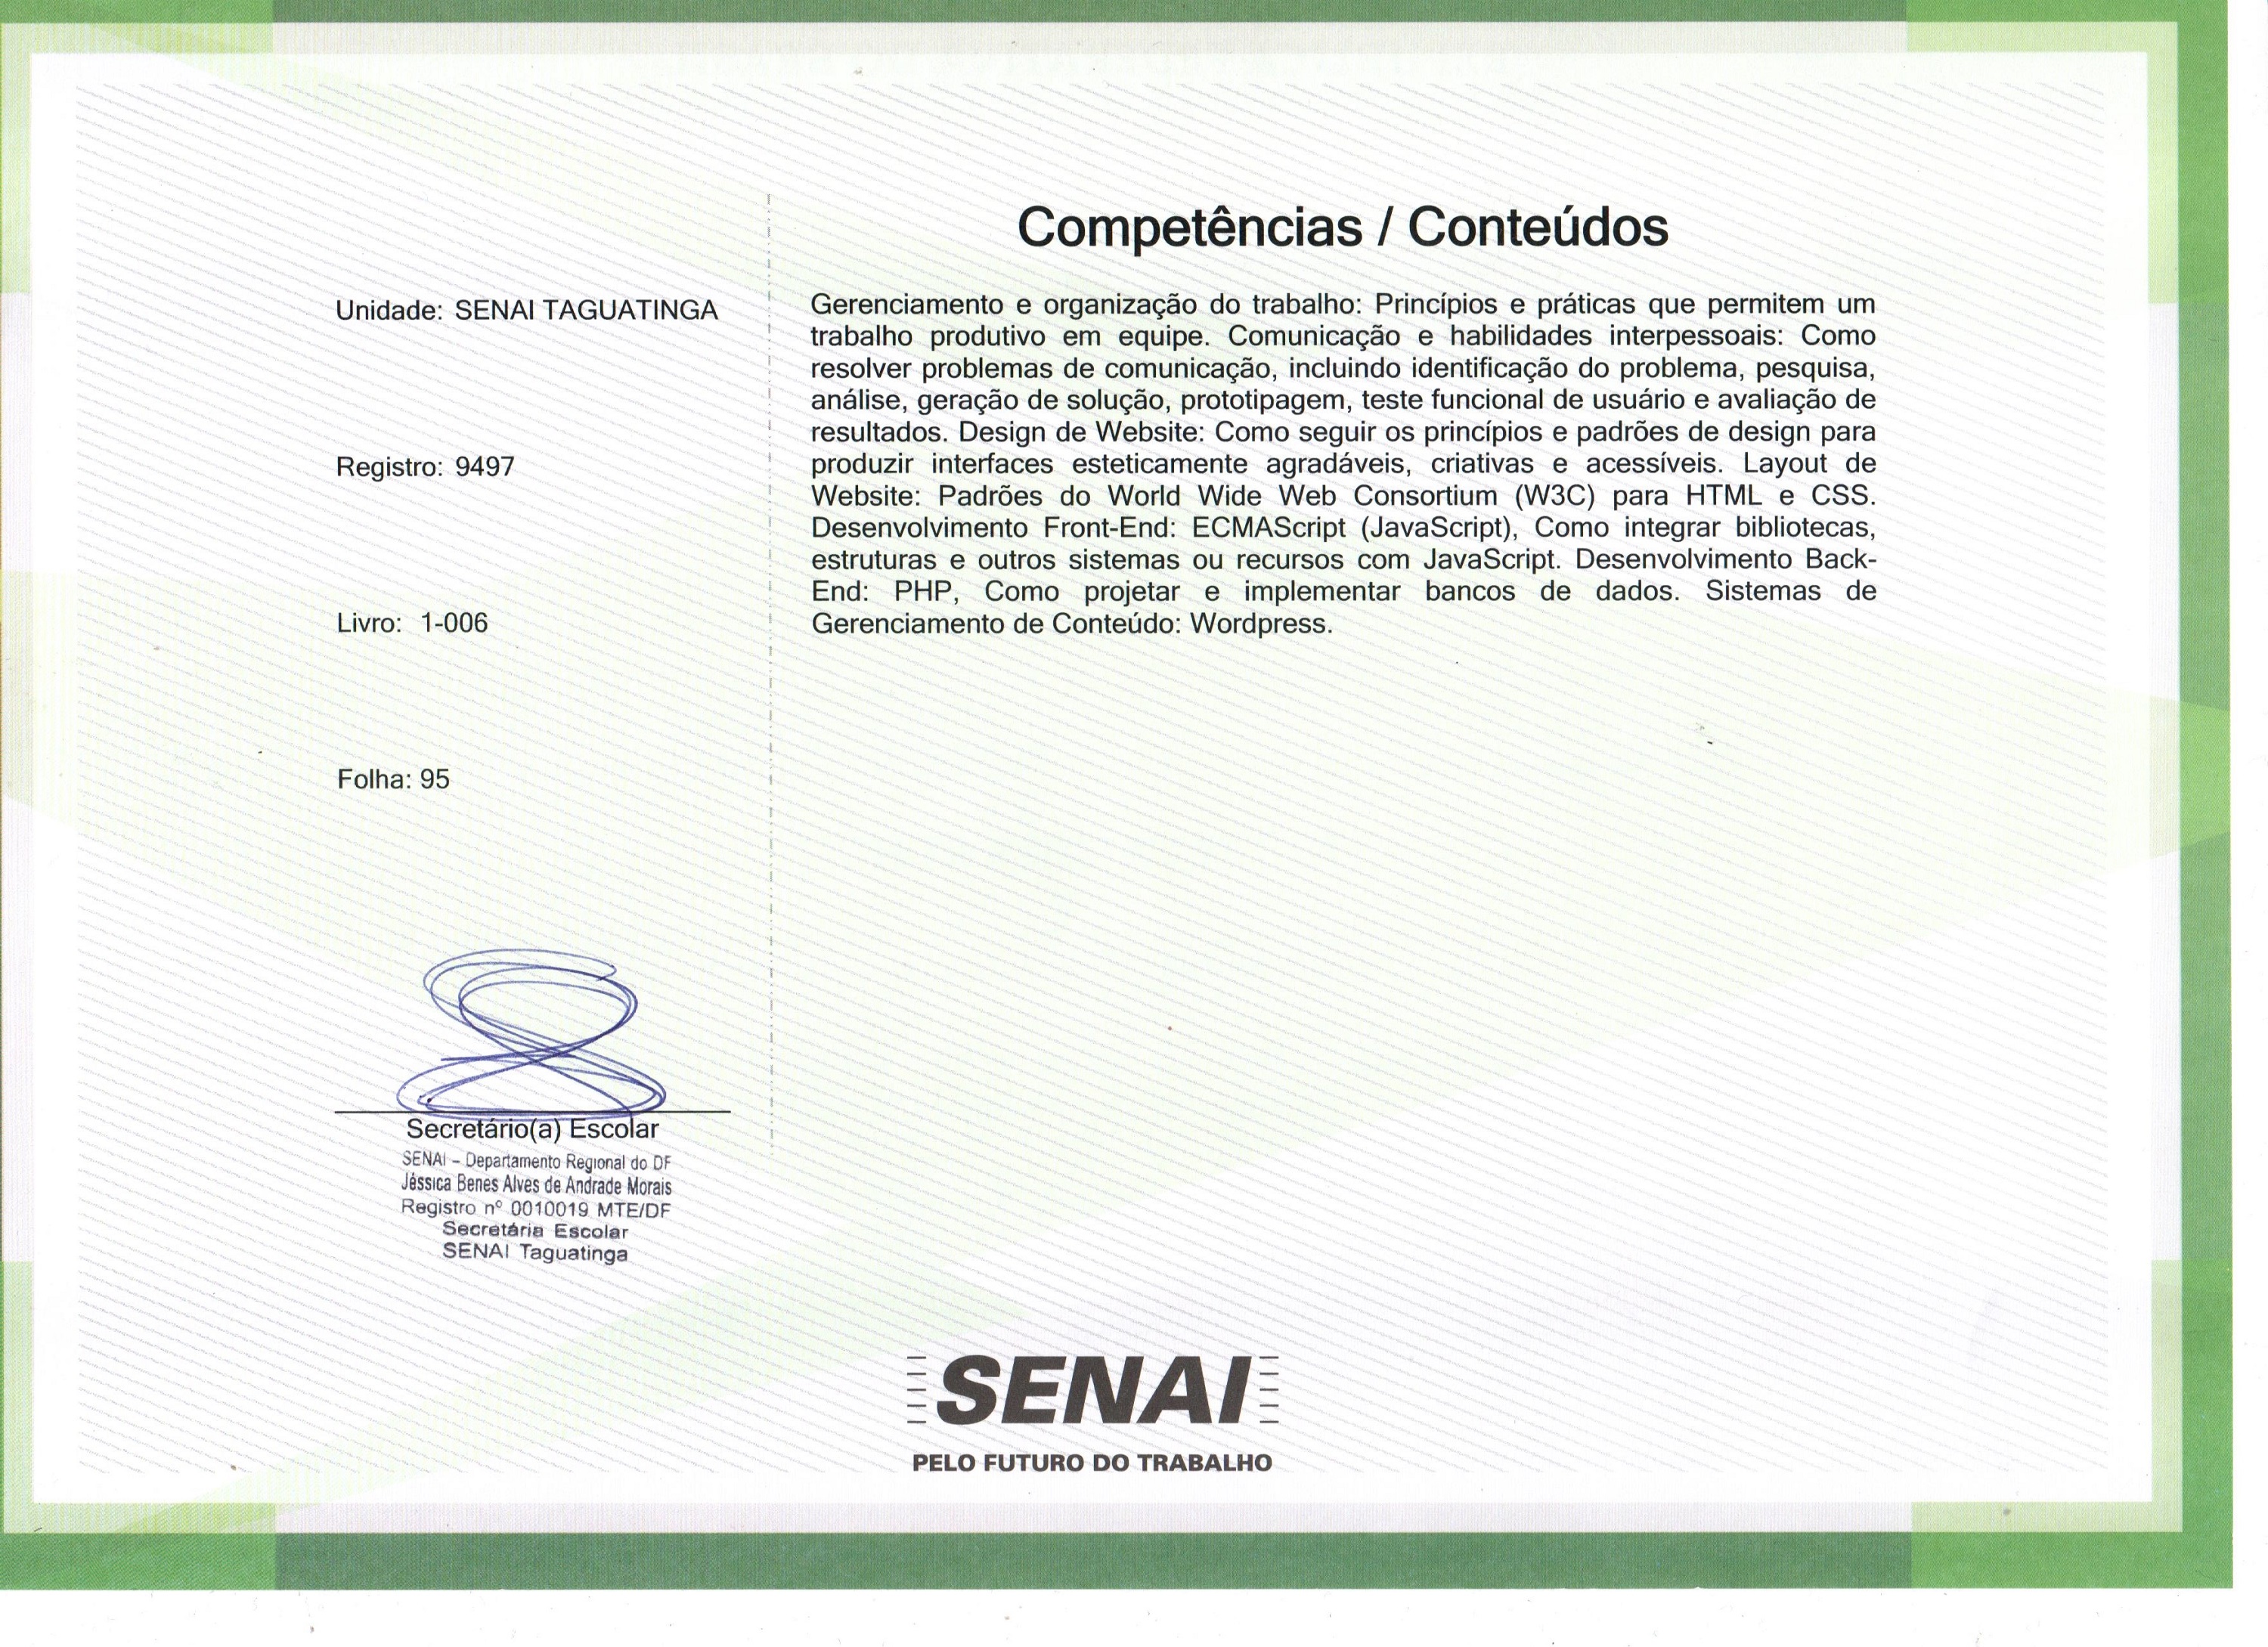 Competências / Conteúdos
Unidade: SENAI TAGUATINGA
Registro: 9497
Livro: 1-006
Folha: 95
Gerenciamento e organização do trabalho: Princípios e práticas que permitem um
trabalho produtivo em equipe. Comunicação e habilidades interpessoais: Como
resolver problemas de comunicação, incluindo identificação do problema, pesquisa,
análise, geração de solução, prototipagem, teste funcional de usuário e avaliação de
resultados. Design de Website: Como seguir os princípios e padrões de design para
produzir interfaces esteticamente agradáveis, criativas e acessíveis. Layout de
Website: Padrões do World Wide Web Consortium (W3C) para HTML e CSS.
Desenvolvimento Front-End: ECMAScript (JavaScript), Como integrar bibliotecas,
estruturas e outros sistemas ou recursos com JavaScript. Desenvolvimento Back-
End: PHP, Como projetar e implementar bancos de dados. Sistemas de
Gerenciamento de Conteúdo: Wordpress.
Secretário(a) Escolar
SENAI – Departamento Regional do DF
Jéssica Benes Alves de Andrade Morais
Registro nº 0010019 MTE/DF
Secretária Escolar
SENAI Taguatinga
SENAI
PELO FUTURO DO TRABALHO